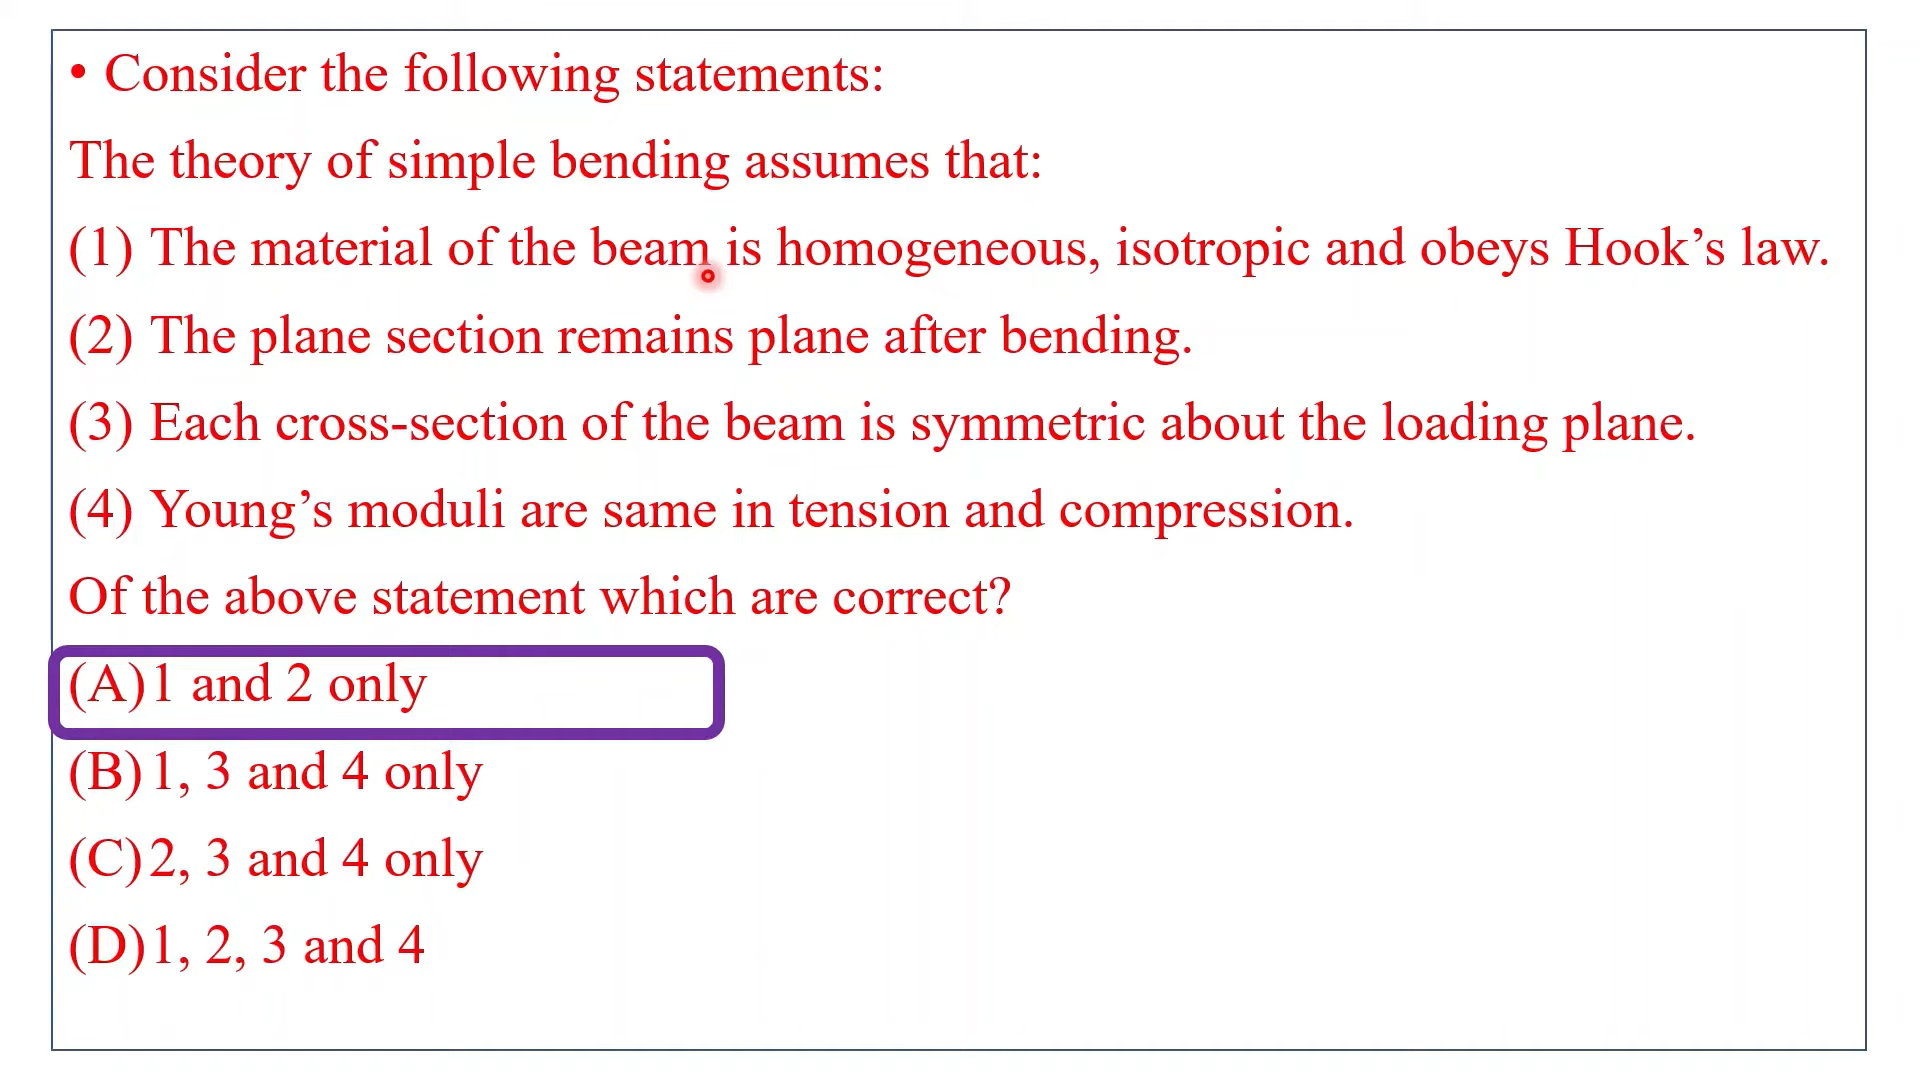 • Consider the following statements:
The theory of simple bending assumes that:
(1) The material of the beam is homogeneous, isotropic and obeys Hook’s law.
(2) The plane section remains plane after bending.
(3) Each cross-section of the beam is symmetric about the loading plane.
(4) Young’s moduli are same in tension and compression.
Of the above statement which are correct?
(A) 1 and 2 only
(B) 1, 3 and 4 only
(C) 2, 3 and 4 only
(D) 1, 2, 3 and 4